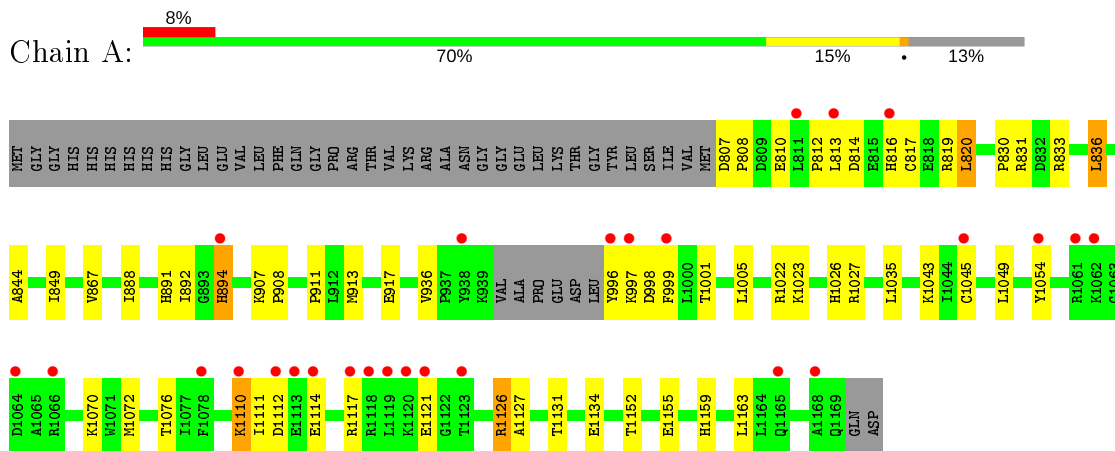 8%
Chain A:
70% 15% • 13%
MET GLY GLY HIS HIS HIS HIS HIS HIS GLY LEU GLU VAL LEU PHE GLN GLY PRO ARG THR VAL LYS ARG ALA ASN GLY GLY GLU LEU LYS THR GLY TYR LEU SER ILE VAL MET D807 P808 D809 E810 L811 P812 L813 D814 E815 H816 C817 E818 R819 L820 P830 R831 D832 R833 L836
A844 I849 V867 I888 H891 I892 G893 H894 K907 P908 P911 L912 M913 E917 V936 P937 Y938 K939 VAL ALA PRO GLU ASP LEU Y996 K997 D998 F999 L1000 T1001 L1005 R1022 K1023 H1026 R1027 L1035 K1043 I1044 C1045 L1049 Y1054 R1061 K1062 G1063
D1064 A1065 R1066 K1070 W1071 M1072 T1076 I1077 F1078 K1110 I1111 D1112 E1113 E1114 R1117 R1118 L1119 K1120 E1121 G1122 T1123 R1126 A1127 T1131 E1134 T1152 E1155 H1159 L1163 L1164 Q1165 A1168 Q1169 GLN ASP